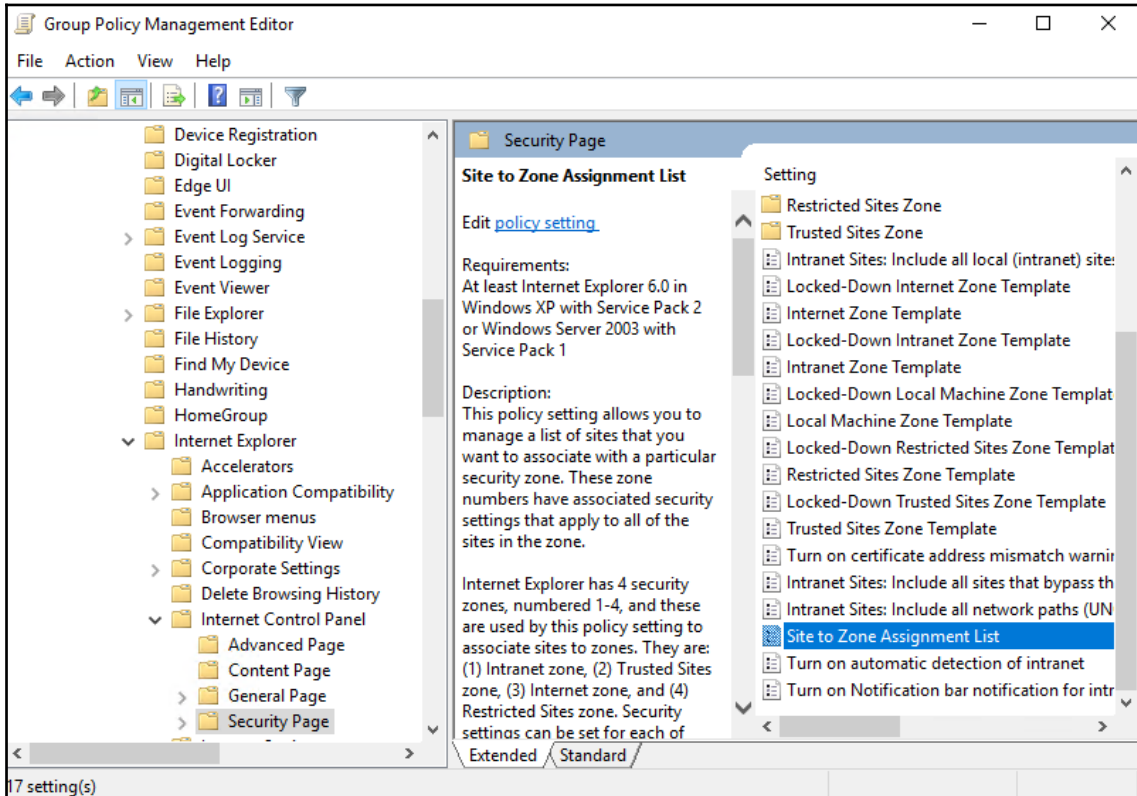 Group Policy Management Editor
File Action View Help
Device Registration
Digital Locker
Edge UI
Event Forwarding
Event Log Service
Event Logging
Event Viewer
File Explorer
File History
Find My Device
Handwriting
HomeGroup
Internet Explorer
Accelerators
Application Compatibility
Browser menus
Compatibility View
Corporate Settings
Delete Browsing History
Internet Control Panel
Advanced Page
Content Page
General Page
Security Page
Security Page
Site to Zone Assignment List
Edit policy setting
Requirements:
At least Internet Explorer 6.0 in
Windows XP with Service Pack 2
or Windows Server 2003 with
Service Pack 1
Description:
This policy setting allows you to
manage a list of sites that you
want to associate with a particular
security zone. These zone
numbers have associated security
settings that apply to all of the
sites in the zone.
Internet Explorer has 4 security
zones, numbered 1-4, and these
are used by this policy setting to
associate sites to zones. They are:
(1) Intranet zone, (2) Trusted Sites
zone, (3) Internet zone, and (4)
Restricted Sites zone. Security
settings can be set for each of
Setting
Restricted Sites Zone
Trusted Sites Zone
Intranet Sites: Include all local (intranet) sites
Locked-Down Internet Zone Template
Internet Zone Template
Locked-Down Intranet Zone Template
Intranet Zone Template
Locked-Down Local Machine Zone Templat
Local Machine Zone Template
Locked-Down Restricted Sites Zone Templat
Restricted Sites Zone Template
Locked-Down Trusted Sites Zone Template
Trusted Sites Zone Template
Turn on certificate address mismatch warnin
Intranet Sites: Include all sites that bypass th
Intranet Sites: Include all network paths (UN
Site to Zone Assignment List
Turn on automatic detection of intranet
Turn on Notification bar notification for intr
Extended Standard
17 setting(s)